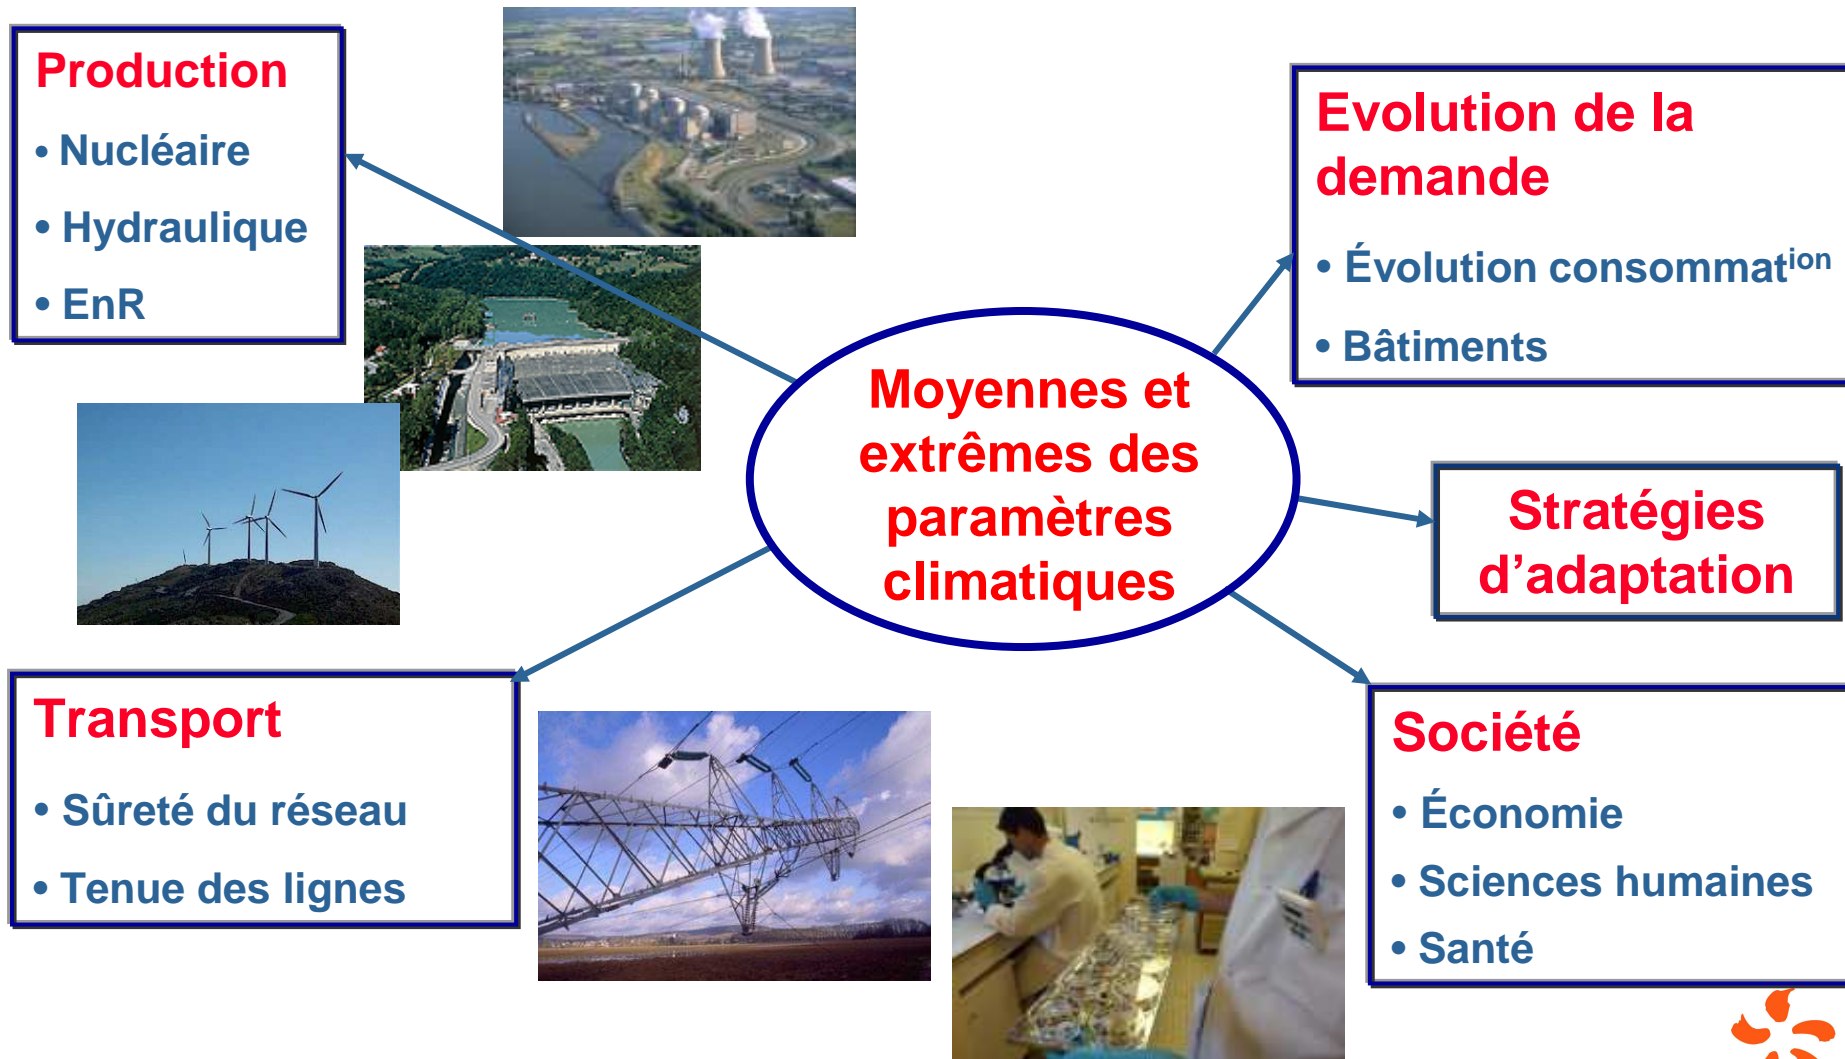 Production
• Nucléaire
• Hydraulique
• EnR
Evolution de la
demande
• Évolution consommation
• Bâtiments
Moyennes et
extrêmes des
paramètres
climatiques
Stratégies
d’adaptation
Transport
• Sûreté du réseau
• Tenue des lignes
Société
• Économie
• Sciences humaines
• Santé